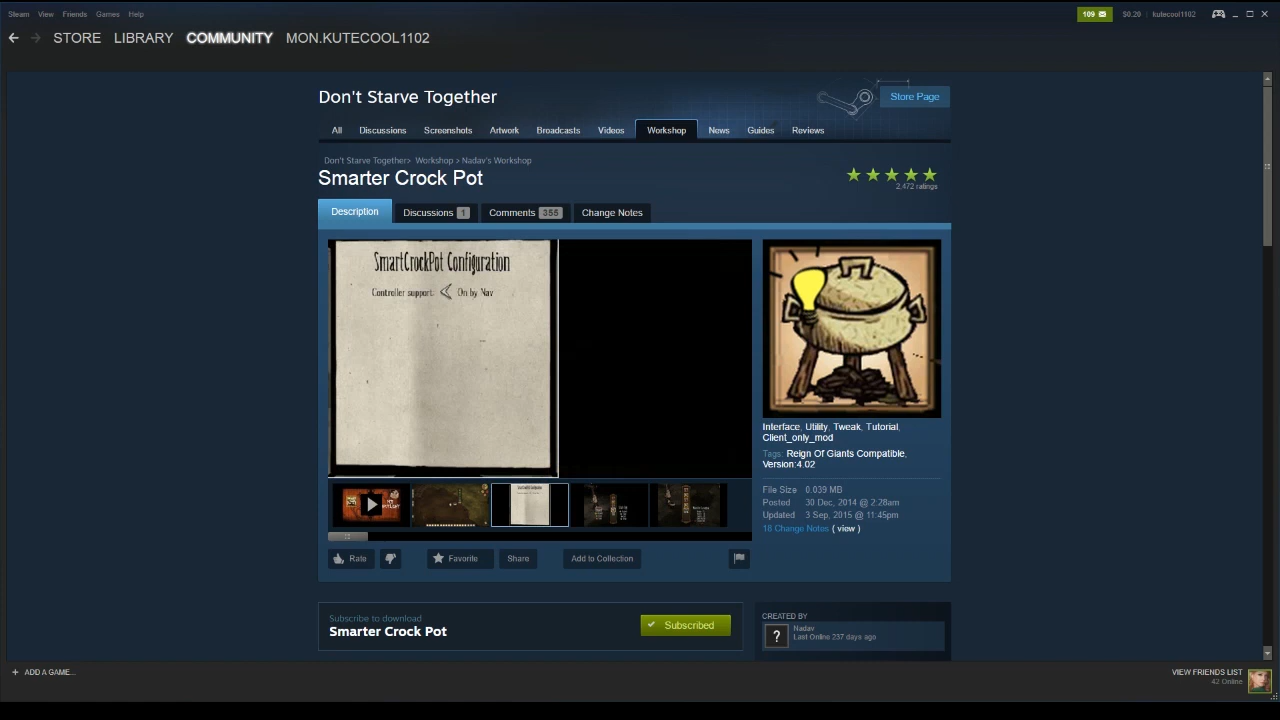 Steam View Friends Games Help
109 $0.29 kutecool1102
STORE LIBRARY COMMUNITY MON.KUTECOOL1102
Don't Starve Together
Store Page
All Discussions Screenshots Artwork Broadcasts Videos Workshop News Guides Reviews
Don't Starve Together> Workshop > Nadav's Workshop
Smarter Crock Pot
2,472 ratings
Description Discussions 1 Comments 355 Change Notes
SmartCrockPot Configuration
Controller support: On by Nav
Interface, Utility, Tweak, Tutorial,
Client_only_mod
Tags: Reign Of Giants Compatible,
Version:4.02
File Size 0.039 MB
Posted 30 Dec, 2014 @ 2:28am
Updated 3 Sep, 2015 @ 11:45pm
18 Change Notes ( view )
Rate Favorite Share Add to Collection
Subscribe to download
Smarter Crock Pot
Subscribed
CREATED BY
Nadav
Last Online 237 days ago
?
+ ADD A GAME...
VIEW FRIENDS LIST
42 Online